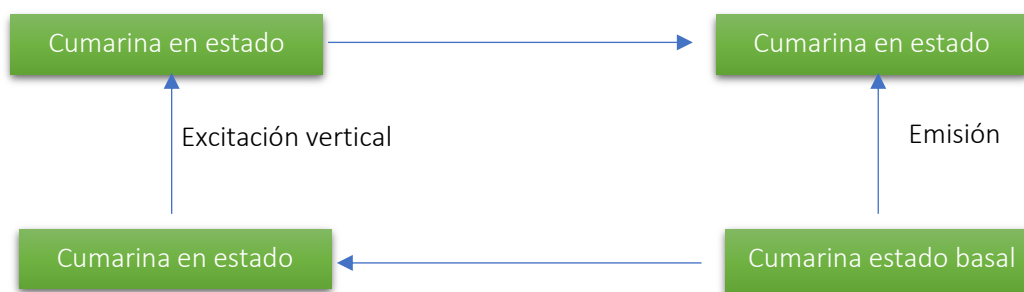 Cumarina en estado
Cumarina en estado
Excitación vertical
Emisión
Cumarina en estado
Cumarina estado basal